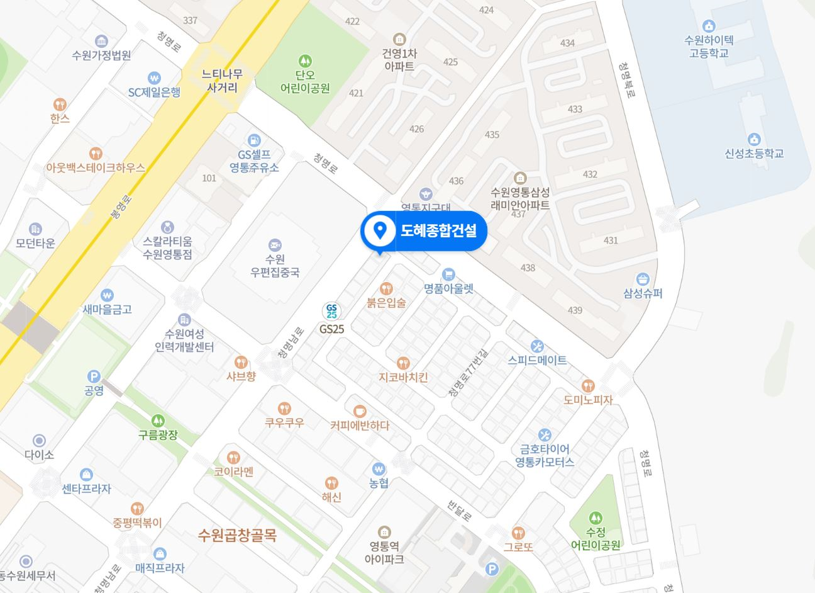 337
청명로
수원가정법원
SC제일은행
느티나무
사거리
한스
아웃백스테이크하우스
단오
어린이공원
422
424
건영1차
아파트
425
421
426
434
433
435
432
436
437
431
438
439
수원하이텍
고등학교
청명북로
신성초등학교
GS셀프
영통주유소
청명로
101
봉영로
수원영통삼성
래미안아파트
영통지구대
도혜종합건설
모던타운
스칼라티움
수원영통점
수원
우편집중국
명품아울렛
붉은입술
삼성슈퍼
새마을금고
GS
25
GS25
수원여성
인력개발센터
청명남로
샤브향
지코바치킨
청명로77번길
스피드메이트
도미노피자
P
공영
구름광장
쿠우쿠우
커피에반하다
금호타이어
영통카모터스
청명로
다이소
코이라멘
농협
센타프라자
해신
반달로
수정
어린이공원
중평떡볶이
수원곱창골목
영통역
아이파크
그로또
P
매직프라자
동수원세무서
청명남로
청